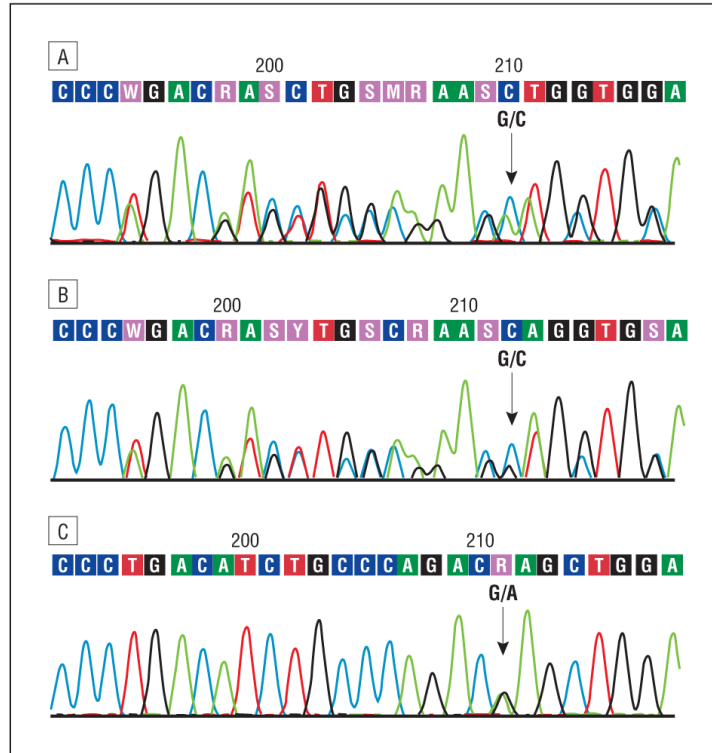 A
200 210
CCCWGACRASCTGSMRAASCTGGTGGA
G/C
B
200 210
CCCWGACRASYTGSCRAASCAGGTGSA
G/C
C
200 210
CCCTGACATCTGCCCAGACRAGCTGGA
G/A